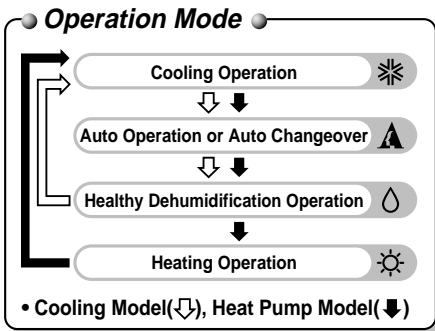 Operation Mode
Cooling Operation
Auto Operation or Auto Changeover
Healthy Dehumidification Operation
Heating Operation
• Cooling Model(⇩), Heat Pump Model(⬇)